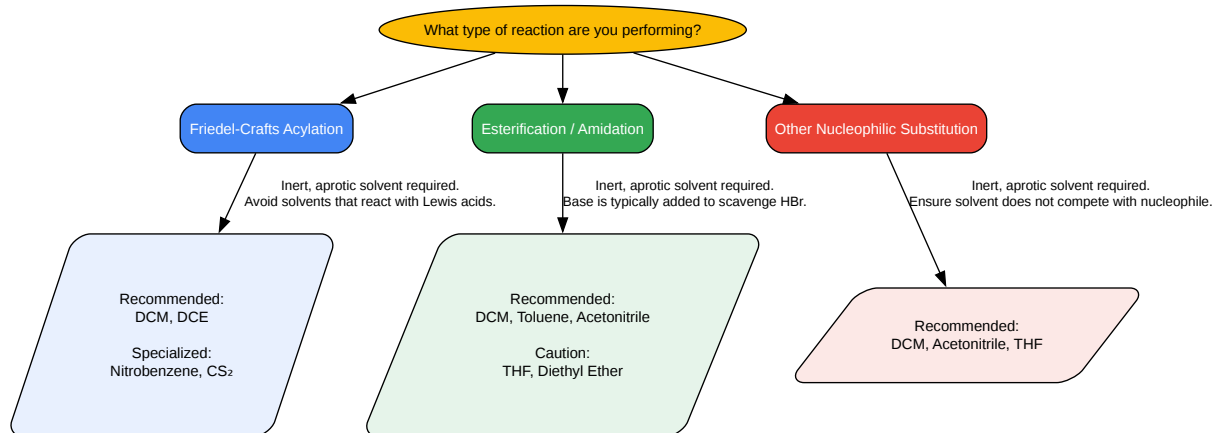 What type of reaction are you performing?
Friedel-Crafts Acylation
Esterification / Amidation
Other Nucleophilic Substitution
Inert, aprotic solvent required.
Avoid solvents that react with Lewis acids.
Inert, aprotic solvent required.
Base is typically added to scavenge HBr.
Inert, aprotic solvent required.
Ensure solvent does not compete with nucleophile.
Recommended:
DCM, DCE
Specialized:
Nitrobenzene, CS₂
Recommended:
DCM, Toluene, Acetonitrile
Caution:
THF, Diethyl Ether
Recommended:
DCM, Acetonitrile, THF